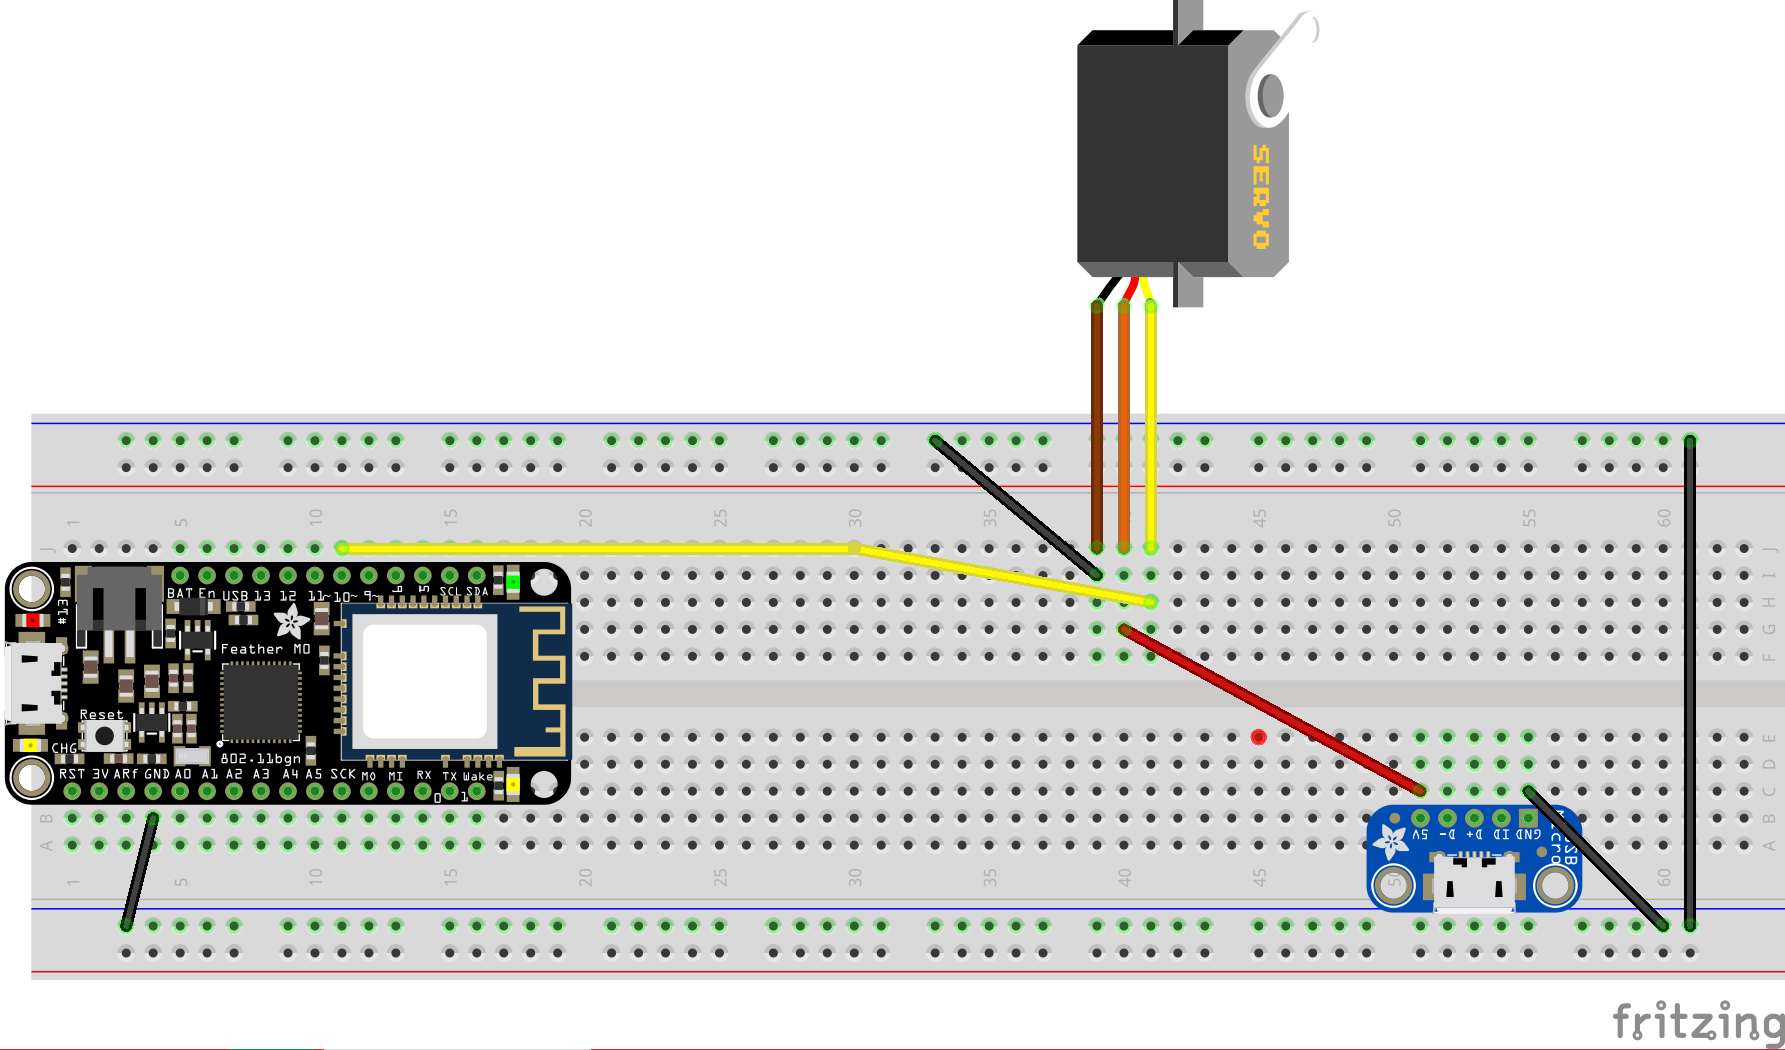 SERVO
1 5 10 15 20 25 30 35 40 45 50 55 60
J J
I
H
G
F
BAT En USB 13 12 11~ 10~ 9~ 6 5 SCL SDA
#13
Feather M0
Reset
CHG
802.11bgn
RST 3V ARf GND A0 A1 A2 A3 A4 A5 SCK M0 MI RX TX Wake
0 1
E
D
C
B B
A A
5V D- D+ ID GND
Micro
USB
1 5 10 15 20 25 30 35 40 45 50 60
fritzing